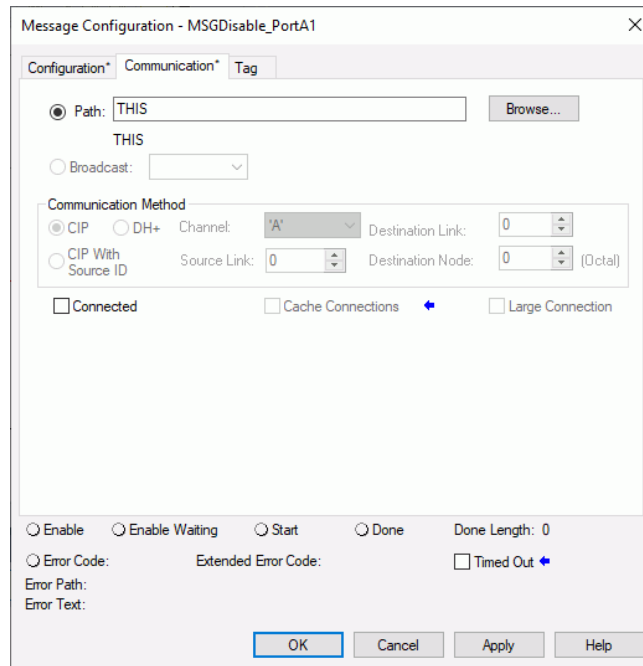 Message Configuration - MSGDisable_PortA1
Configuration* Communication* Tag
Path: THIS Browse...
THIS
Broadcast:
Communication Method
CIP DH+ Channel: 'A' Destination Link: 0
CIP With Source ID Source Link: 0 Destination Node: 0 (Octal)
Connected Cache Connections Large Connection
Enable Enable Waiting Start Done Done Length: 0
Error Code: Extended Error Code: Timed Out
Error Path:
Error Text:
OK Cancel Apply Help